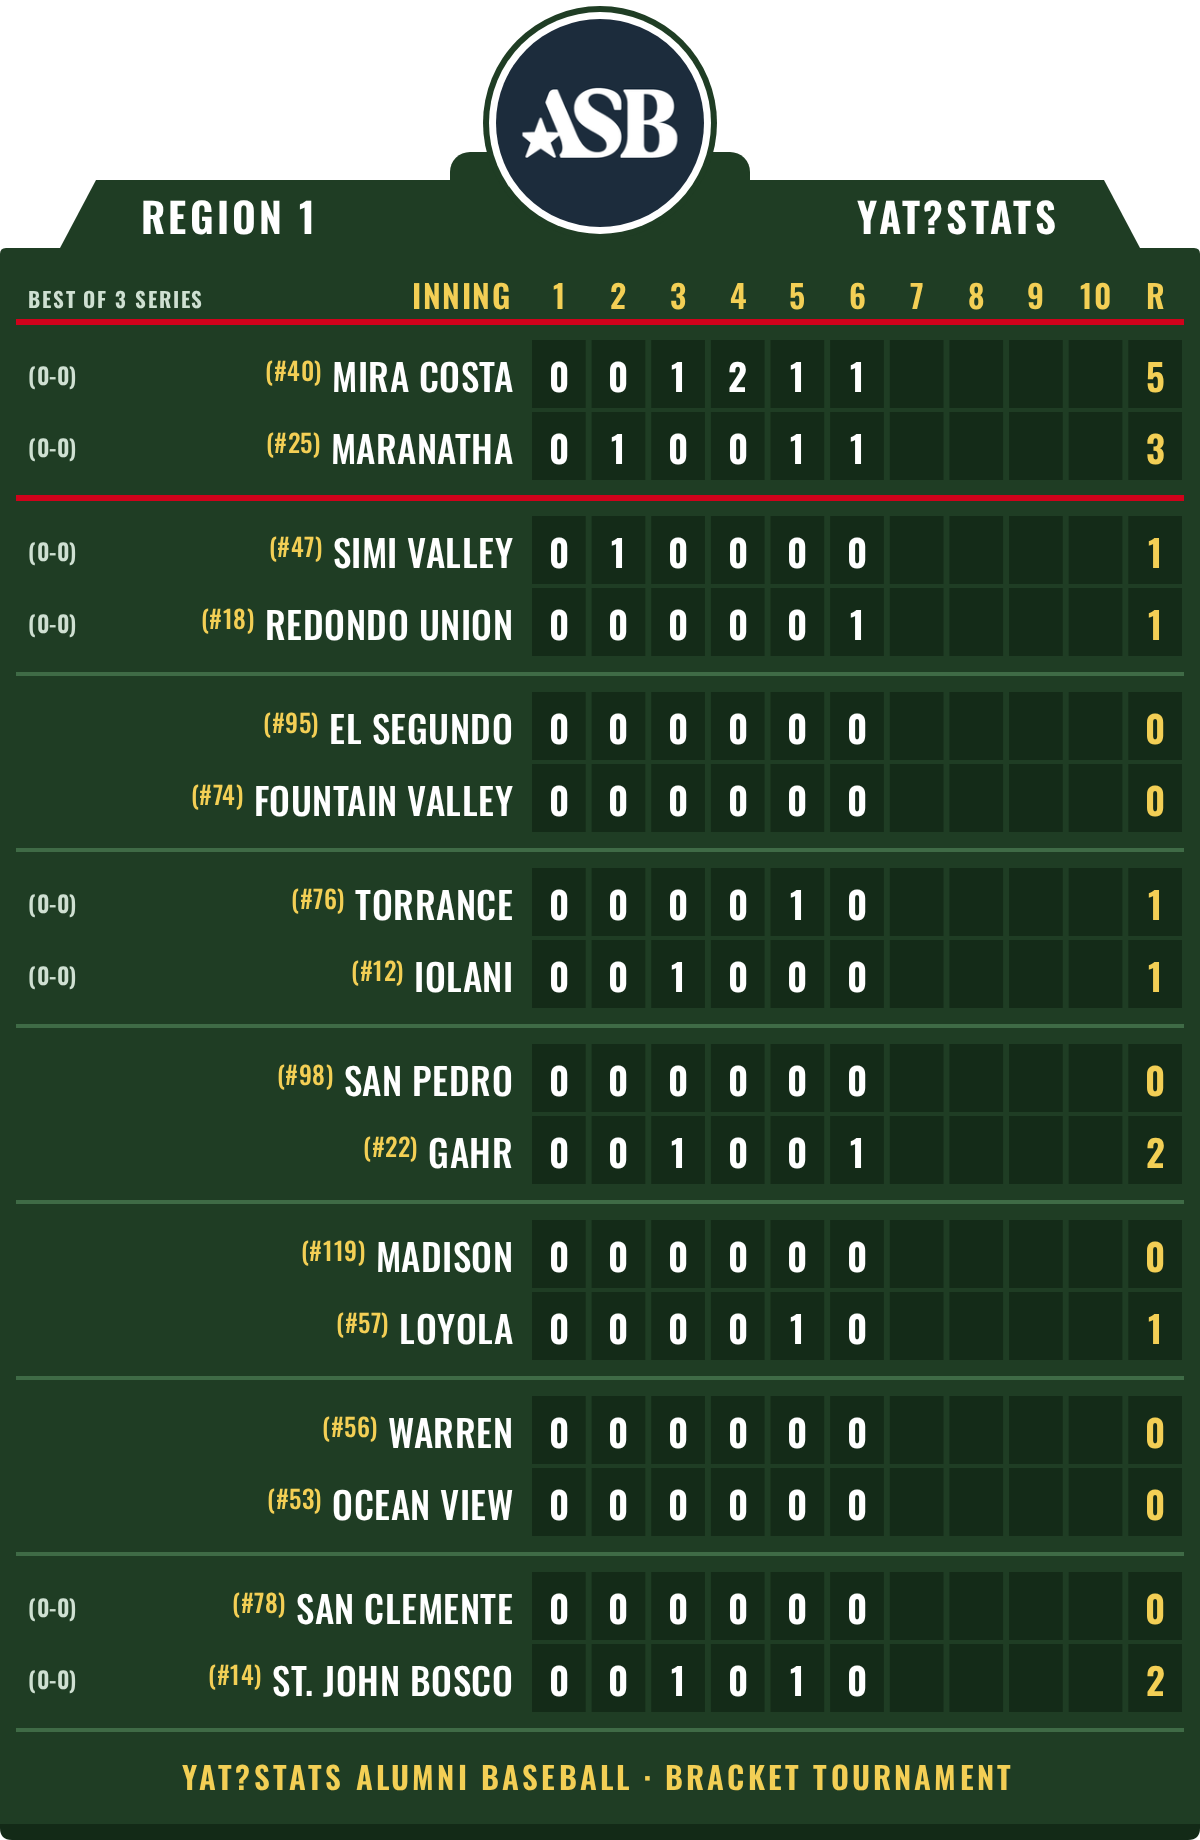 ASB
REGION 1 YAT?STATS
BEST OF 3 SERIES INNING 1 2 3 4 5 6 7 8 9 10 R
(0-0) (#40) MIRA COSTA 0 0 1 2 1 1 5
(0-0) (#25) MARANATHA 0 1 0 0 1 1 3
(0-0) (#47) SIMI VALLEY 0 1 0 0 0 0 1
(0-0) (#18) REDONDO UNION 0 0 0 0 0 1 1
(#95) EL SEGUNDO 0 0 0 0 0 0 0
(#74) FOUNTAIN VALLEY 0 0 0 0 0 0 0
(0-0) (#76) TORRANCE 0 0 0 0 1 0 1
(0-0) (#12) IOLANI 0 0 1 0 0 0 1
(#98) SAN PEDRO 0 0 0 0 0 0 0
(#22) GAHR 0 0 1 0 0 1 2
(#119) MADISON 0 0 0 0 0 0 0
(#57) LOYOLA 0 0 0 0 1 0 1
(#56) WARREN 0 0 0 0 0 0 0
(#53) OCEAN VIEW 0 0 0 0 0 0 0
(0-0) (#78) SAN CLEMENTE 0 0 0 0 0 0 0
(0-0) (#14) ST. JOHN BOSCO 0 0 1 0 1 0 2
YAT?STATS ALUMNI BASEBALL · BRACKET TOURNAMENT